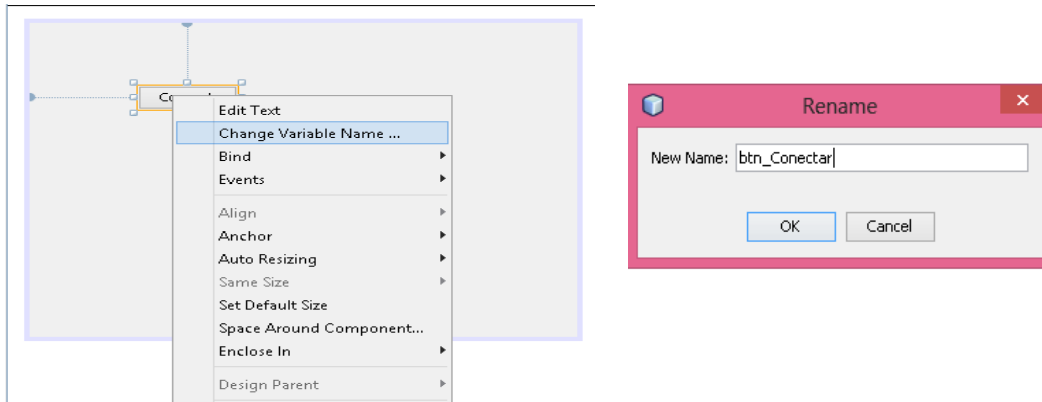 Edit Text
Change Variable Name ...
Bind
Events
Align
Anchor
Auto Resizing
Same Size
Set Default Size
Space Around Component...
Enclose In
Design Parent
Rename
New Name: btn_Conectar
OK Cancel